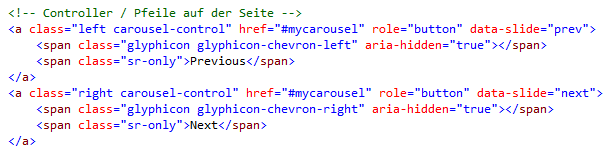 <!-- Controller / Pfeile auf der Seite -->
<a class="left carousel-control" href="#mycarousel" role="button" data-slide="prev">
    <span class="glyphicon glyphicon-chevron-left" aria-hidden="true"></span>
    <span class="sr-only">Previous</span>
</a>
<a class="right carousel-control" href="#mycarousel" role="button" data-slide="next">
    <span class="glyphicon glyphicon-chevron-right" aria-hidden="true"></span>
    <span class="sr-only">Next</span>
</a>